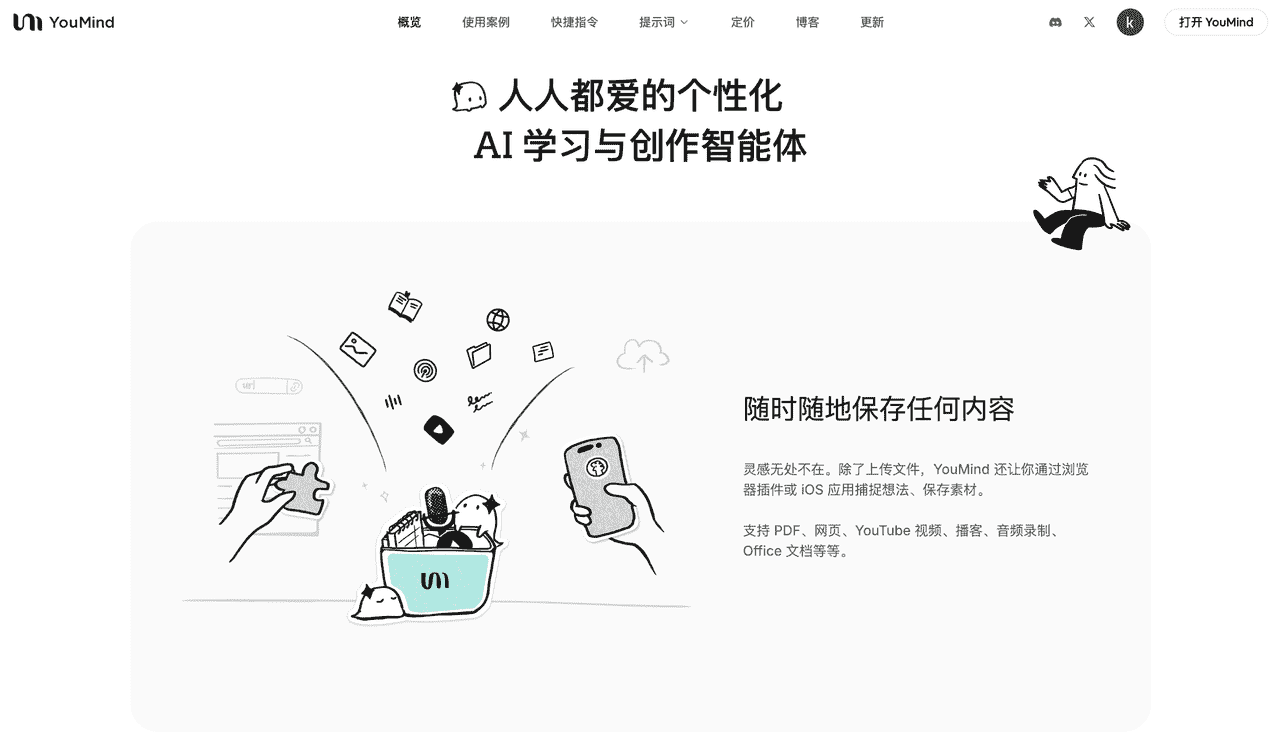 YouMind
概览
使用案例
快捷指令
提示词
定价
博客
更新
k
打开 YouMind
人人都爱的个性化
AI 学习与创作智能体
随时随地保存任何内容
灵感无处不在。除了上传文件，YouMind 还让你通过浏览
器插件或 iOS 应用捕捉想法、保存素材。
支持 PDF、网页、YouTube 视频、播客、音频录制、
Office 文档等等。